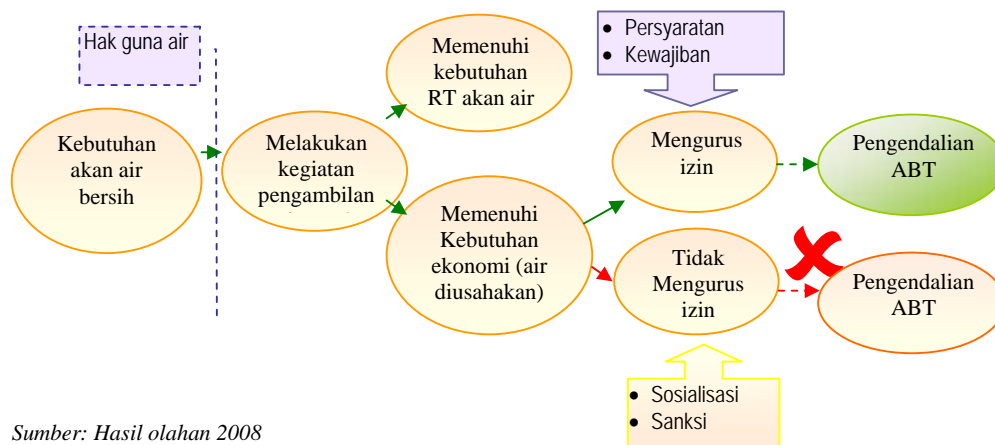 Hak guna air
Kebutuhan
akan air
bersih
Melakukan
kegiatan
pengambilan
Memenuhi
kebutuhan
RT akan air
Memenuhi
Kebutuhan
ekonomi (air
diusahakan)
• Persyaratan
• Kewajiban
Mengurus
izin
Pengendalian
ABT
Tidak
Mengurus
izin
Pengendalian
ABT
• Sosialisasi
• Sanksi
Sumber: Hasil olahan 2008